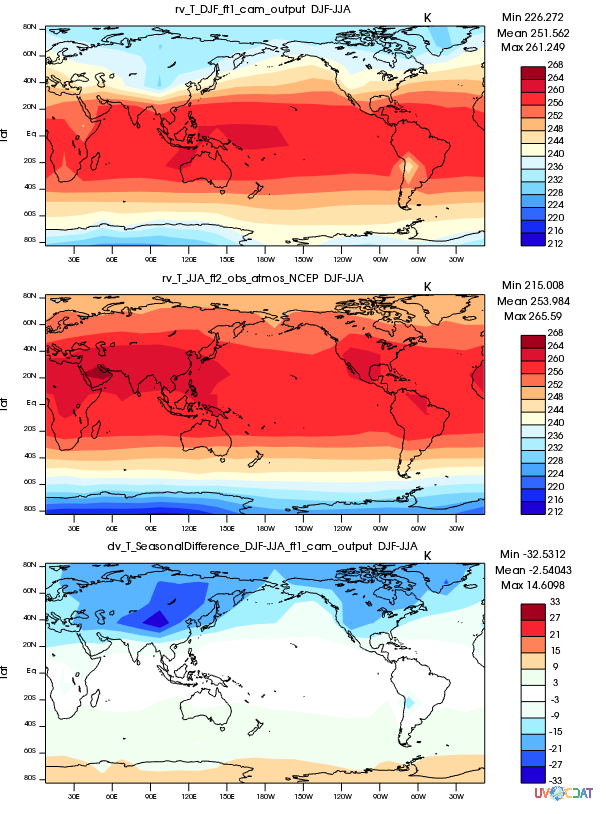 rv_T_DJF_ft1_cam_output DJF-JJA
K
Min 226.272
Mean 251.562
Max 261.249
80N
60N
40N
20N
Eq
20S
40S
60S
80S
lat
30E 60E 90E 120E 150E 180W 150W 120W 90W 60W 30W
268
264
260
256
252
248
244
240
236
232
228
224
220
216
212
rv_T_JJA_ft2_obs_atmos_NCEP DJF-JJA
K
Min 215.008
Mean 253.984
Max 265.59
80N
60N
40N
20N
Eq
20S
40S
60S
80S
lat
30E 60E 90E 120E 150E 180W 150W 120W 90W 60W 30W
268
264
260
256
252
248
244
240
236
232
228
224
220
216
212
dv_T_SeasonalDifference_DJF-JJA_ft1_cam_output DJF-JJA
K
Min -32.5312
Mean -2.54043
Max 14.6098
80N
60N
40N
20N
Eq
20S
40S
60S
80S
lat
30E 60E 90E 120E 150E 180W 150W 120W 90W 60W 30W
33
27
21
15
9
3
-3
-9
-15
-21
-27
-33
UV CDAT